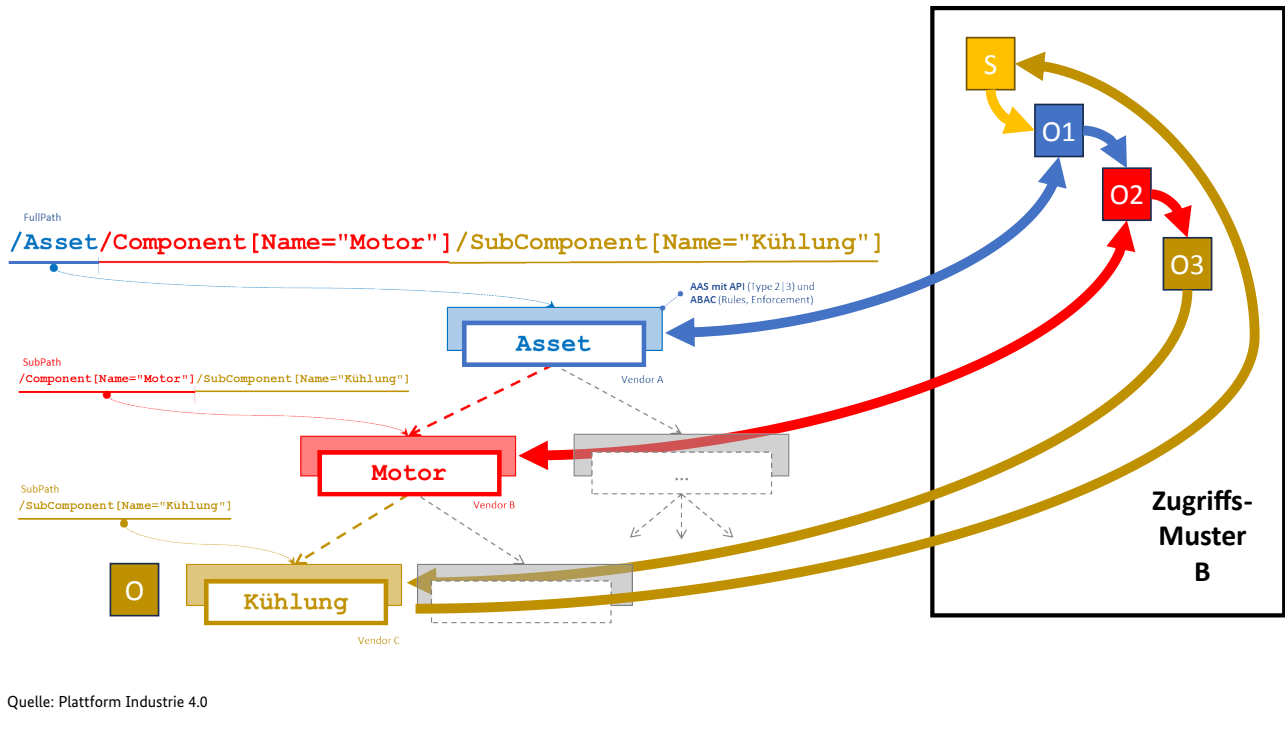 S
O1
O2
O3
FullPath
/Asset/Component[Name="Motor"]/SubComponent[Name="Kühlung"]
AAS mit API (Type 2|3) und
ABAC (Rules, Enforcement)
Asset
Vendor A
SubPath
/Component[Name="Motor"]/SubComponent[Name="Kühlung"]
Motor
...
Vendor B
SubPath
/SubComponent[Name="Kühlung"]
Zugriffs-
Muster
B
O
Kühlung
Vendor C
Quelle: Plattform Industrie 4.0